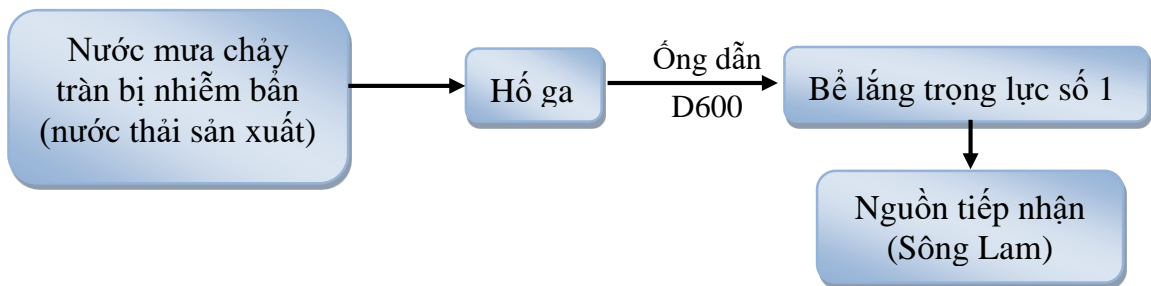 Nước mưa chảy
tràn bị nhiễm bẩn
(nước thải sản xuất)
Hố ga
Ống dẫn
D600
Bể lắng trọng lực số 1
Nguồn tiếp nhận
(Sông Lam)